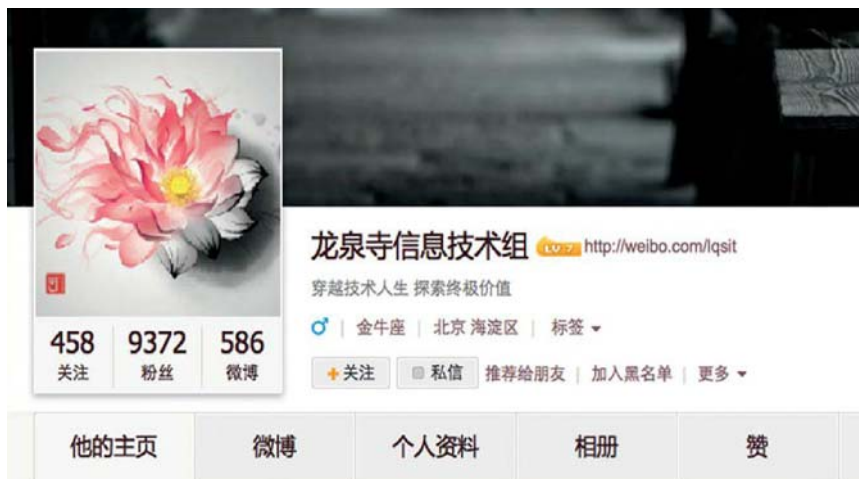 龙泉寺信息技术组 LV.7 http://weibo.com/lqsit
穿越技术人生 探索终极价值
金牛座 | 北京 海淀区 | 标签
458 9372 586
关注 粉丝 微博
+关注 私信 推荐给朋友 | 加入黑名单 | 更多
他的主页 微博 个人资料 相册 赞